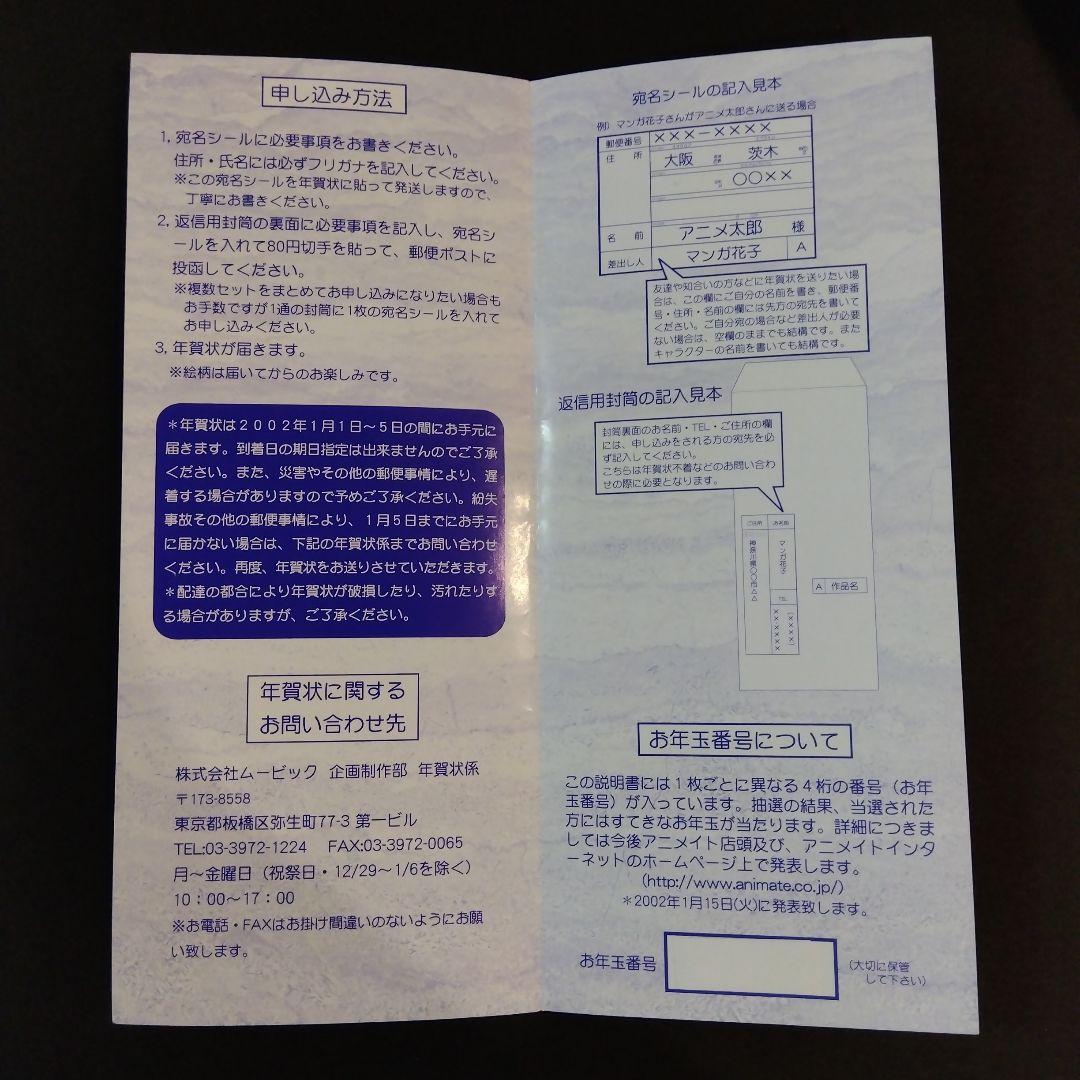 申し込み方法
1. 宛名シールに必要事項をお書きください。
住所・氏名には必ずフリガナを記入してください。
※この宛名シールを年賀状に貼って発送しますので、
丁寧にお書きください。
2. 返信用封筒の裏面に必要事項を記入し、宛名シ
ールを入れて80円切手を貼って、郵便ポストに
投函してください。
※複数セットをまとめてお申し込みになりたい場合も
お手数ですが1通の封筒に1枚の宛名シールを入れて
お申し込みください。
3. 年賀状が届きます。
※絵柄は届いてからのお楽しみです。
＊年賀状は２００２年１月１日～５日の間にお手元に
届きます。到着日の期日指定は出来ませんのでご了承
ください。また、災害やその他の郵便事情により、遅
着する場合がありますので予めご了承ください。紛失
事故その他の郵便事情により、１月５日までにお手元
に届かない場合は、下記の年賀状係までお問い合わせ
ください。再度、年賀状をお送りさせていただきます。
＊配達の都合により年賀状が破損したり、汚れたりす
る場合がありますが、ご了承ください。
年賀状に関する
お問い合わせ先
株式会社ムービック 企画制作部 年賀状係
〒173-8558
東京都板橋区弥生町77-3 第一ビル
TEL:03-3972-1224 FAX:03-3972-0065
月～金曜日（祝祭日・12/29～1/6を除く）
10：00～17：00
※お電話・FAXはお掛け間違いのないようにお願
い致します。
宛名シールの記入見本
例）マンガ花子さんがアニメ太郎さんに送る場合
郵便番号 ×××－××××
住 所 大阪 茨木
〇〇××
名 前 アニメ太郎 様
差出し人 マンガ花子 A
友達や知合いの方などに年賀状を送りたい場
合は、この欄にご自分の名前を書き、郵便番
号・住所・名前の欄には先方の宛先を書いて
ください。ご自分宛の場合など差出人が必要
ない場合は、空欄のままでも結構です。また
キャラクターの名前を書いても結構です。
返信用封筒の記入見本
封筒裏面のお名前・TEL・ご住所の欄
には、申し込みをされる方の宛先を必
ず記入してください。
こちらは年賀状不着などのお問い合わ
せの際に必要となります。
ご住所 お名前
神奈川県〇〇市△△
マンガ花子
TEL
A 作品名
お年玉番号について
この説明書には１枚ごとに異なる４桁の番号（お年
玉番号）が入っています。抽選の結果、当選された
方にはすてきなお年玉が当たります。詳細につきま
しては今後アニメイト店頭及び、アニメイトインタ
ーネットのホームページ上で発表します。
(http://www.animate.co.jp/)
＊2002年1月15日(火)に発表致します。
お年玉番号
（大切に保管
して下さい）